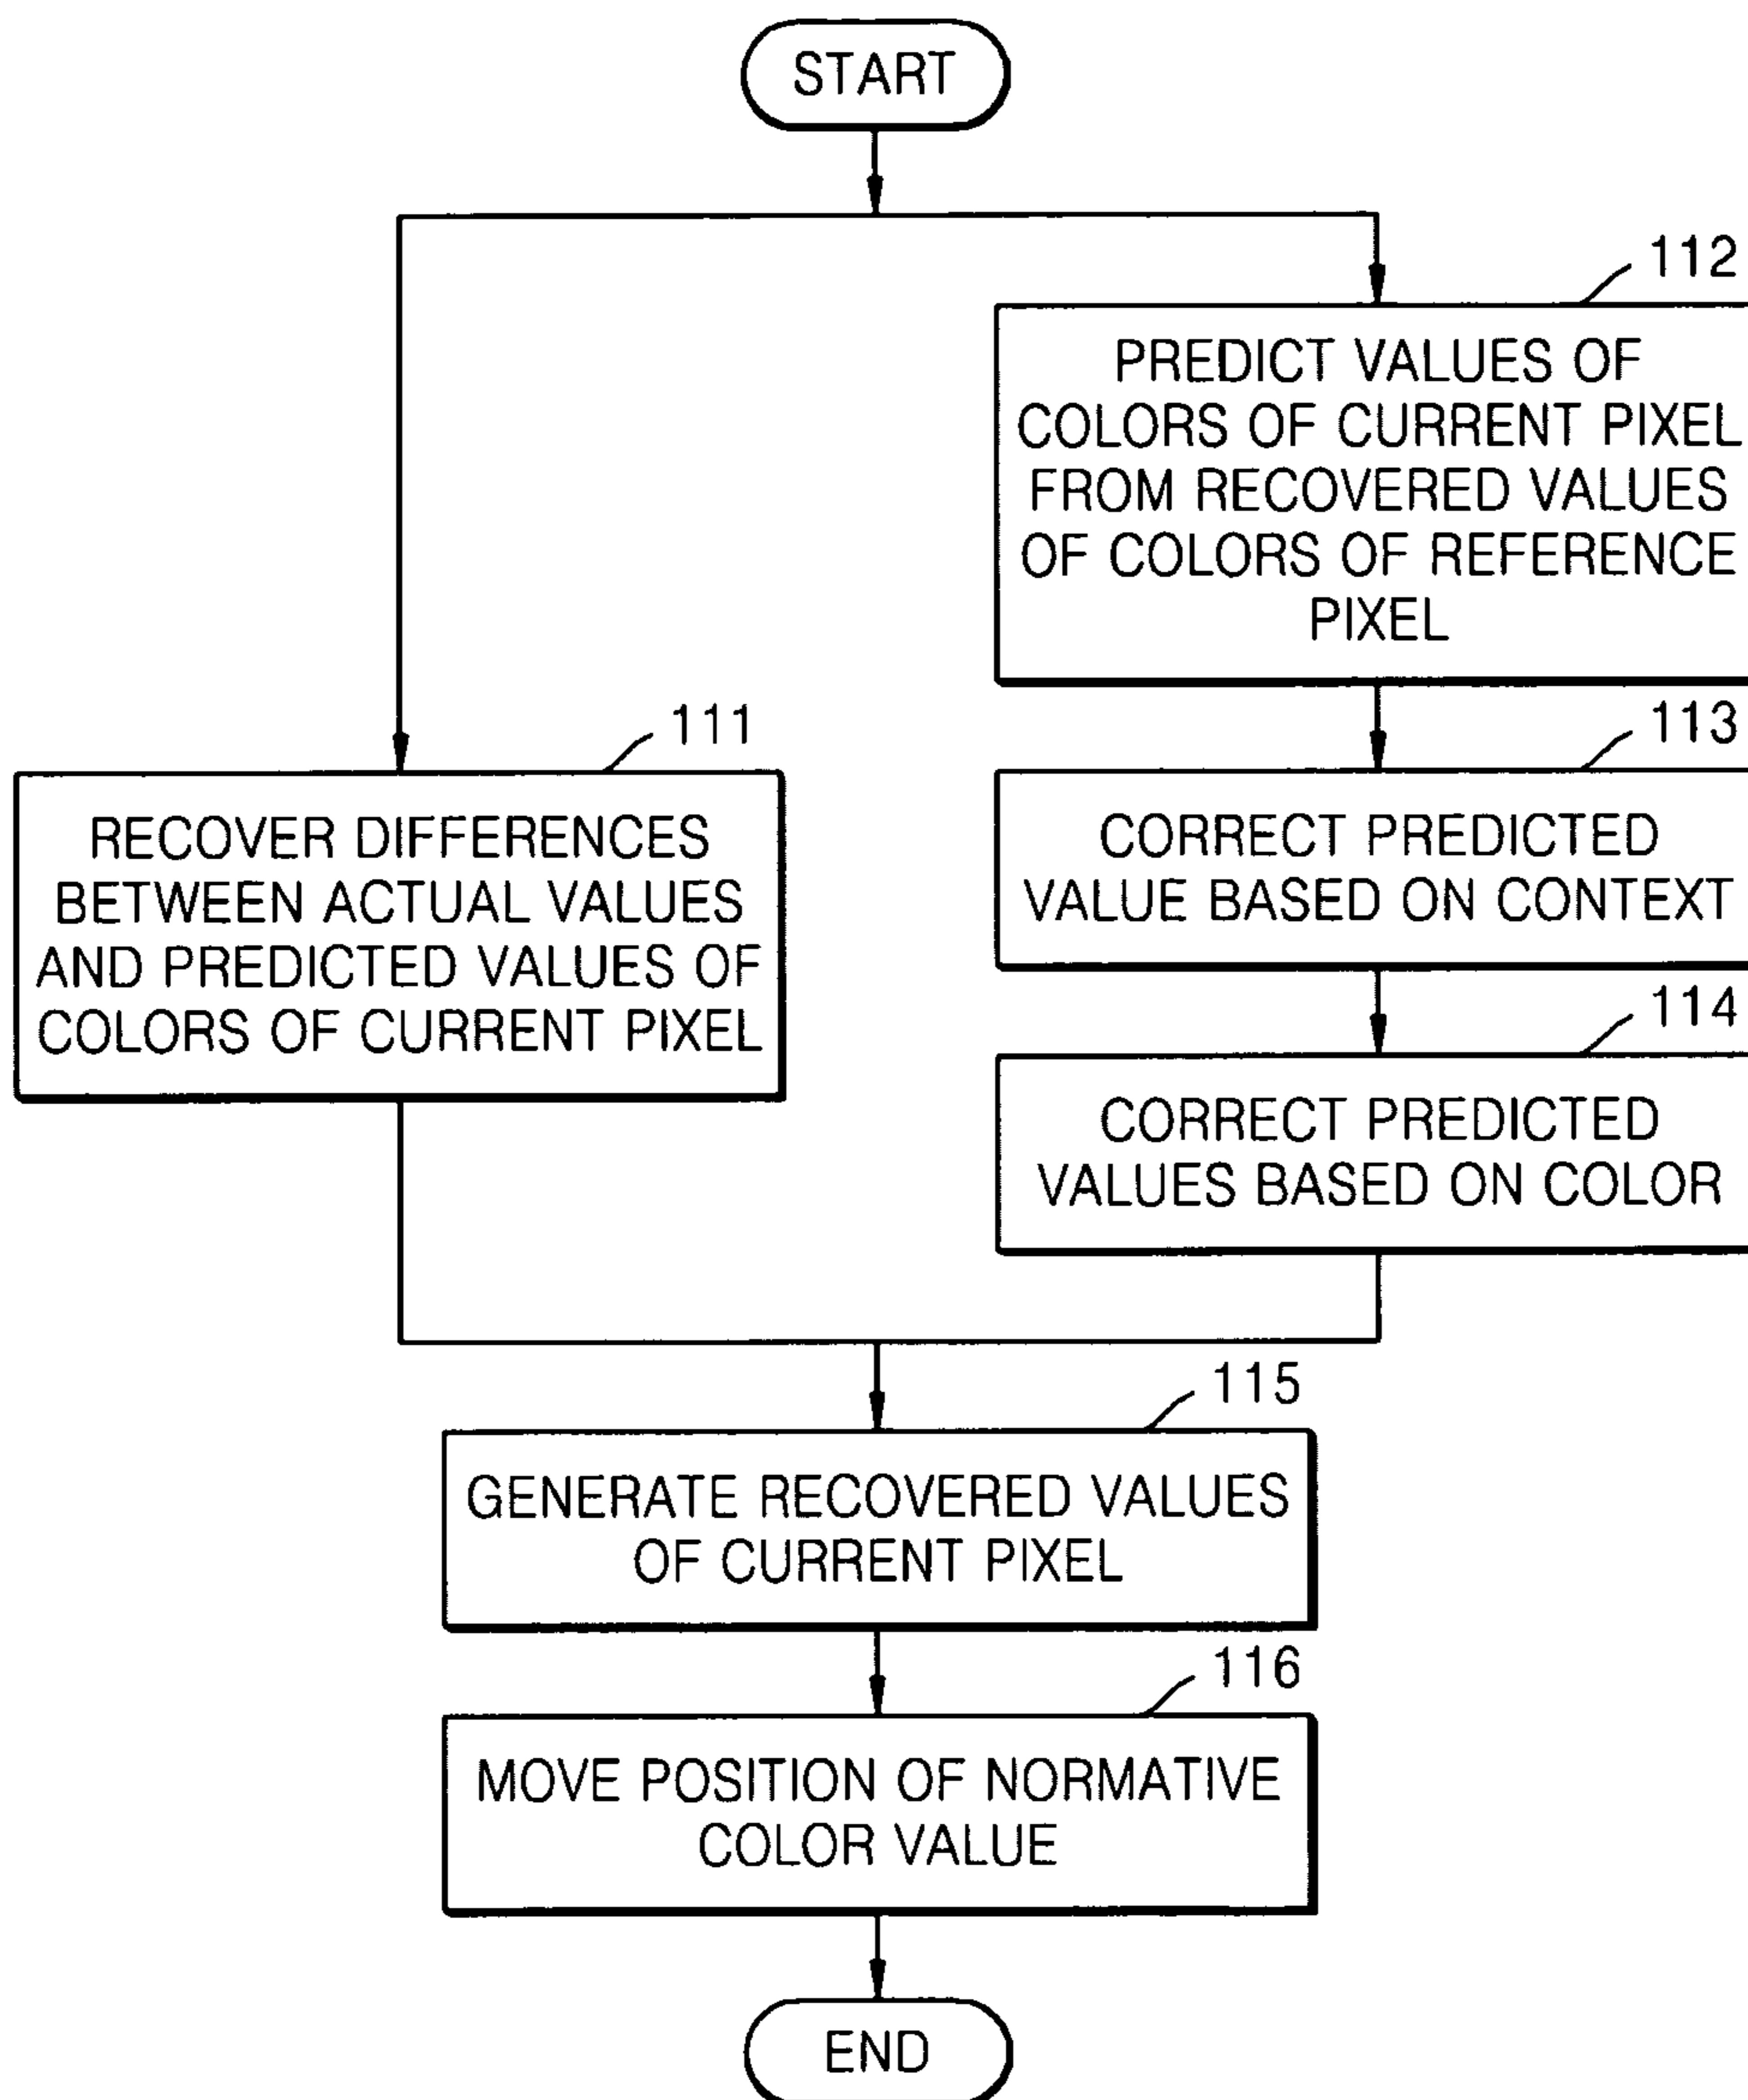 START
112
PREDICT VALUES OF
COLORS OF CURRENT PIXEL
FROM RECOVERED VALUES
OF COLORS OF REFERENCE
PIXEL
111
RECOVER DIFFERENCES
BETWEEN ACTUAL VALUES
AND PREDICTED VALUES OF
COLORS OF CURRENT PIXEL
113
CORRECT PREDICTED
VALUE BASED ON CONTEXT
114
CORRECT PREDICTED
VALUES BASED ON COLOR
115
GENERATE RECOVERED VALUES
OF CURRENT PIXEL
116
MOVE POSITION OF NORMATIVE
COLOR VALUE
END